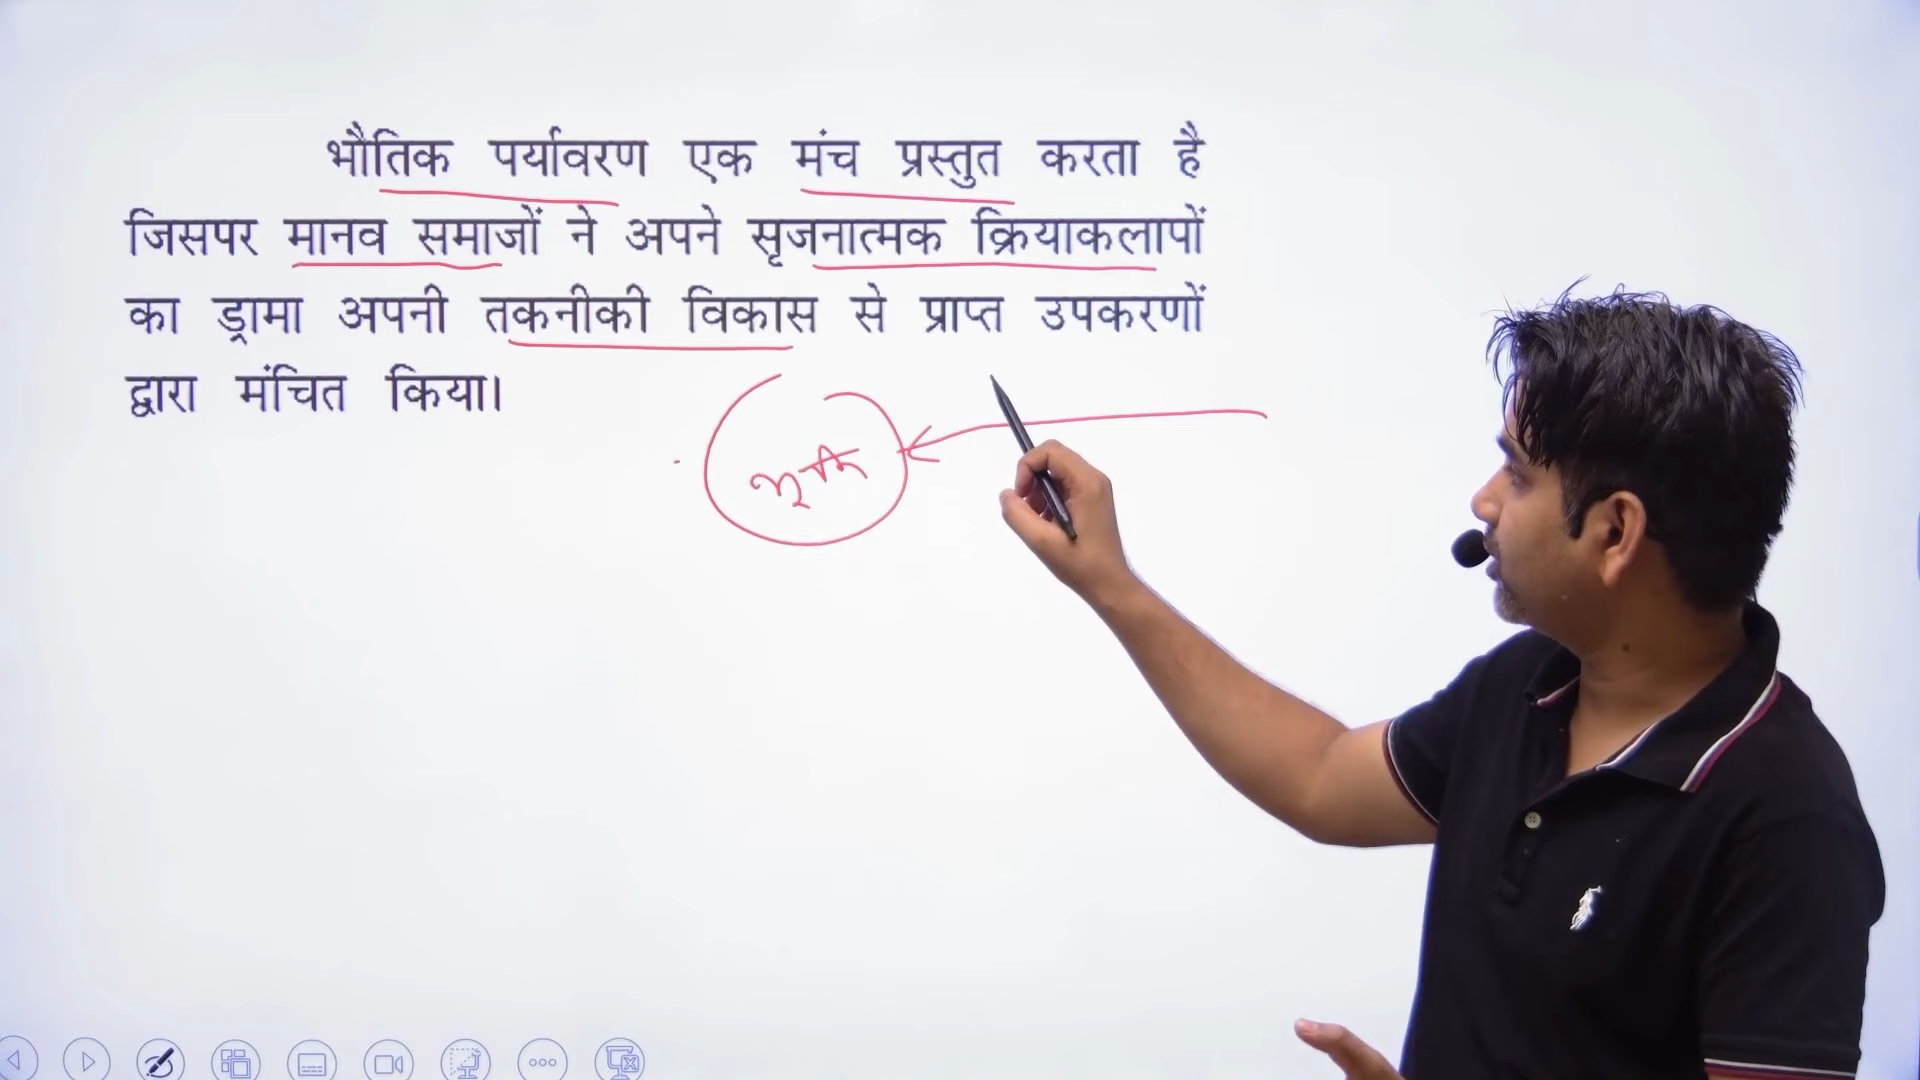 भौतिक पर्यावरण एक मंच प्रस्तुत करता है
जिसपर मानव समाजों ने अपने सृजनात्मक क्रियाकलापों
का ड्रामा अपनी तकनीकी विकास से प्राप्त उपकरणों
द्वारा मंचित किया।
भूमि